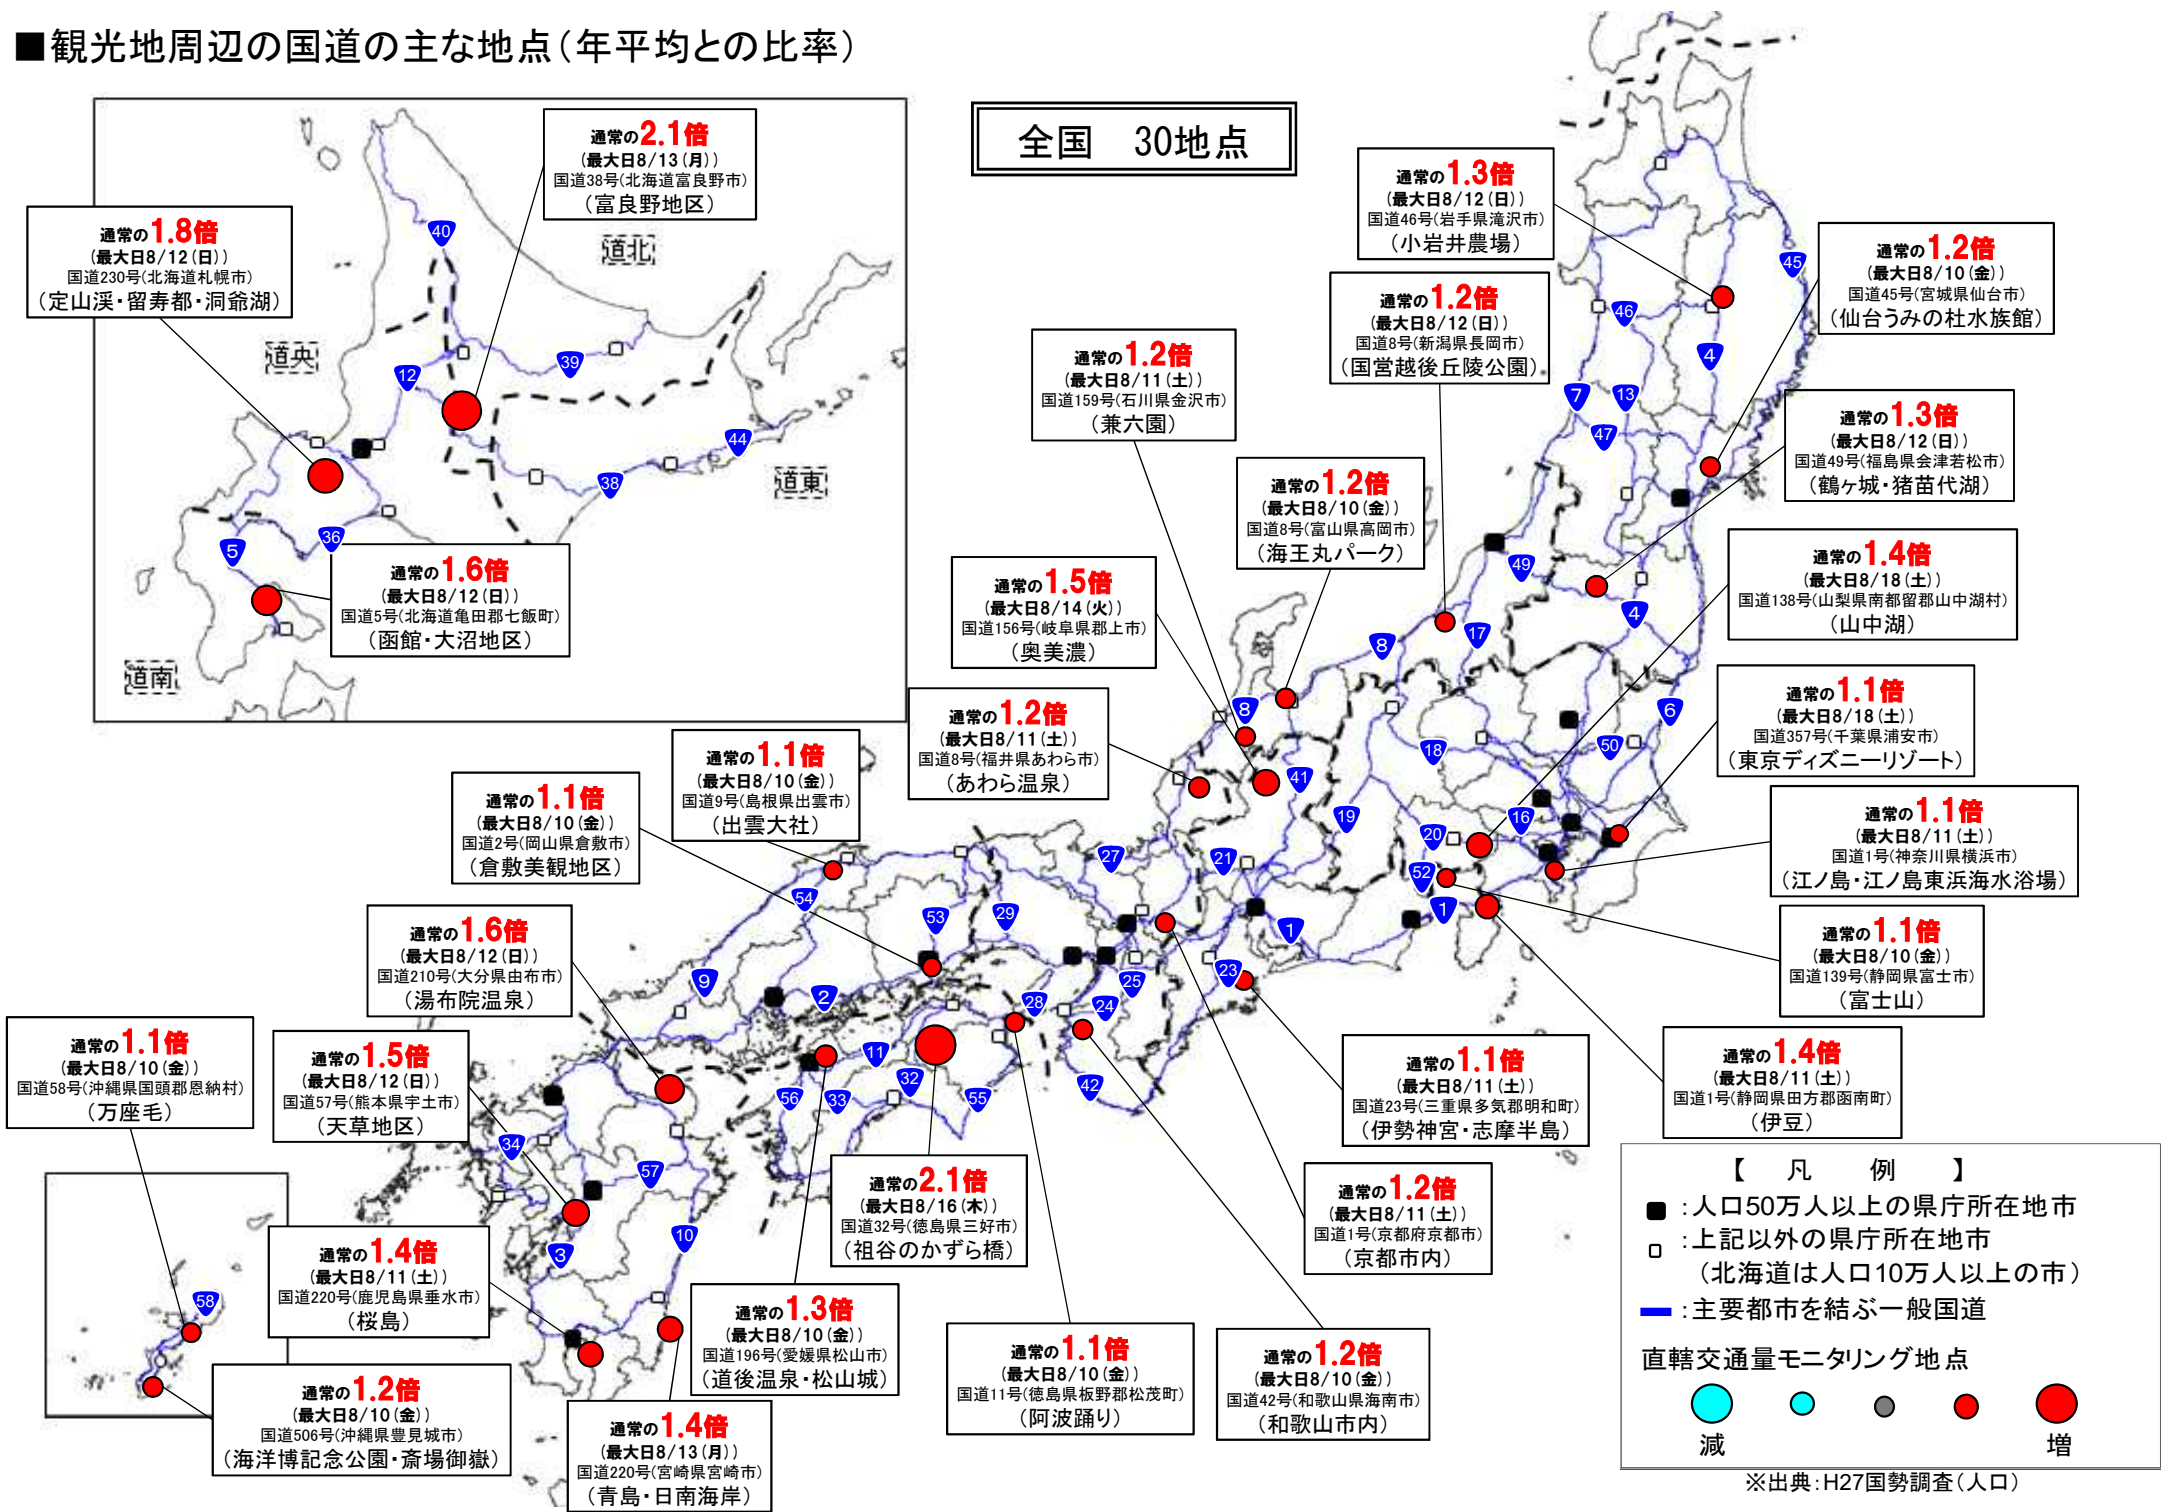 ■観光地周辺の国道の主な地点（年平均との比率）
全国　30地点
通常の2.1倍
（最大日8/13（月））
国道38号(北海道富良野市)
（富良野地区）
通常の1.8倍
（最大日8/12（日））
国道230号(北海道札幌市)
（定山渓・留寿都・洞爺湖）
通常の1.6倍
（最大日8/12（日））
国道5号(北海道亀田郡七飯町)
（函館・大沼地区）
道北
道央
道東
道南
40
39
12
44
38
36
5
通常の1.3倍
（最大日8/12（日））
国道46号(岩手県滝沢市)
（小岩井農場）
通常の1.2倍
（最大日8/10（金））
国道45号(宮城県仙台市)
（仙台うみの杜水族館）
通常の1.2倍
（最大日8/12（日））
国道8号(新潟県長岡市)
（国営越後丘陵公園）
通常の1.2倍
（最大日8/11（土））
国道159号(石川県金沢市)
（兼六園）
通常の1.3倍
（最大日8/12（日））
国道49号(福島県会津若松市)
（鶴ヶ城・猪苗代湖）
通常の1.2倍
（最大日8/10（金））
国道8号(富山県高岡市)
（海王丸パーク）
通常の1.4倍
（最大日8/18（土））
国道138号(山梨県南都留郡山中湖村)
（山中湖）
通常の1.5倍
（最大日8/14（火））
国道156号(岐阜県郡上市)
（奥美濃）
通常の1.1倍
（最大日8/18（土））
国道357号(千葉県浦安市)
（東京ディズニーリゾート）
通常の1.2倍
（最大日8/11（土））
国道8号(福井県あわら市)
（あわら温泉）
通常の1.1倍
（最大日8/10（金））
国道9号(島根県出雲市)
（出雲大社）
通常の1.1倍
（最大日8/10（金））
国道2号(岡山県倉敷市)
（倉敷美観地区）
通常の1.1倍
（最大日8/11（土））
国道1号(神奈川県横浜市)
（江ノ島・江ノ島東浜海水浴場）
通常の1.6倍
（最大日8/12（日））
国道210号(大分県由布市)
（湯布院温泉）
通常の1.1倍
（最大日8/10（金））
国道139号(静岡県富士市)
（富士山）
通常の1.1倍
（最大日8/10（金））
国道58号(沖縄県国頭郡恩納村)
（万座毛）
通常の1.5倍
（最大日8/12（日））
国道57号(熊本県宇土市)
（天草地区）
通常の1.1倍
（最大日8/11（土））
国道23号(三重県多気郡明和町)
（伊勢神宮・志摩半島）
通常の1.4倍
（最大日8/11（土））
国道1号(静岡県田方郡函南町)
（伊豆）
通常の2.1倍
（最大日8/16（木））
国道32号(徳島県三好市)
（祖谷のかずら橋）
通常の1.2倍
（最大日8/11（土））
国道1号(京都府京都市)
（京都市内）
通常の1.4倍
（最大日8/11（土））
国道220号(鹿児島県垂水市)
（桜島）
通常の1.3倍
（最大日8/10（金））
国道196号(愛媛県松山市)
（道後温泉・松山城）
通常の1.1倍
（最大日8/10（金））
国道11号(徳島県板野郡松茂町)
（阿波踊り）
通常の1.2倍
（最大日8/10（金））
国道42号(和歌山県海南市)
（和歌山市内）
通常の1.2倍
（最大日8/10（金））
国道506号(沖縄県豊見城市)
（海洋博記念公園・斎場御嶽）
通常の1.4倍
（最大日8/13（月））
国道220号(宮崎県宮崎市)
（青島・日南海岸）
45
46
4
7
13
47
49
4
17
8
6
8
18
50
41
19
16
20
27
21
52
1
54
53
29
1
9
2
23
25
28
24
11
32
42
56
33
55
34
57
10
3
58
【　凡　例　】
■：人口50万人以上の県庁所在地市
□：上記以外の県庁所在地市
（北海道は人口10万人以上の市）
：主要都市を結ぶ一般国道
直轄交通量モニタリング地点
減　増
※出典：H27国勢調査（人口）